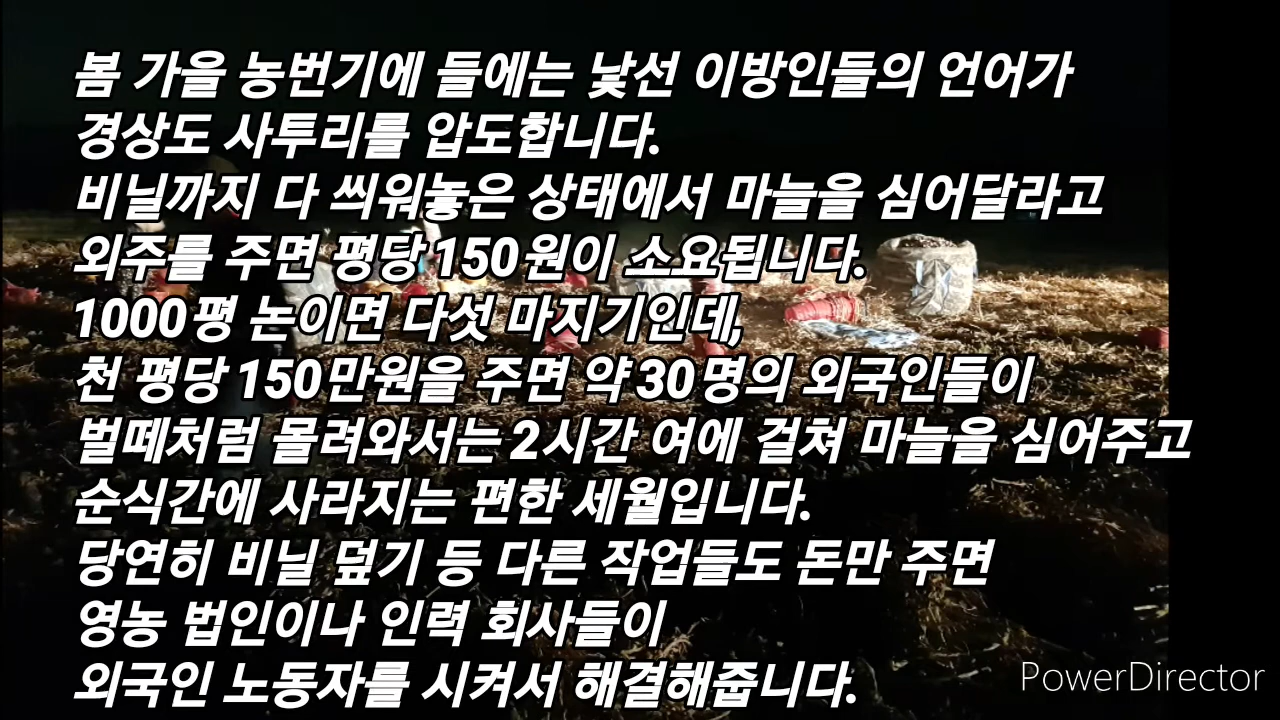 봄 가을 농번기에 들에는 낯선 이방인들의 언어가
경상도 사투리를 압도합니다.
비닐까지 다 씌워놓은 상태에서 마늘을 심어달라고
외주를 주면 평당 150원이 소요됩니다.
1000평 논이면 다섯 마지기인데,
천 평당 150만원을 주면 약 30명의 외국인들이
벌떼처럼 몰려와서는 2시간 여에 걸쳐 마늘을 심어주고
순식간에 사라지는 편한 세월입니다.
당연히 비닐 덮기 등 다른 작업들도 돈만 주면
영농 법인이나 인력 회사들이
외국인 노동자를 시켜서 해결해줍니다.
PowerDirector